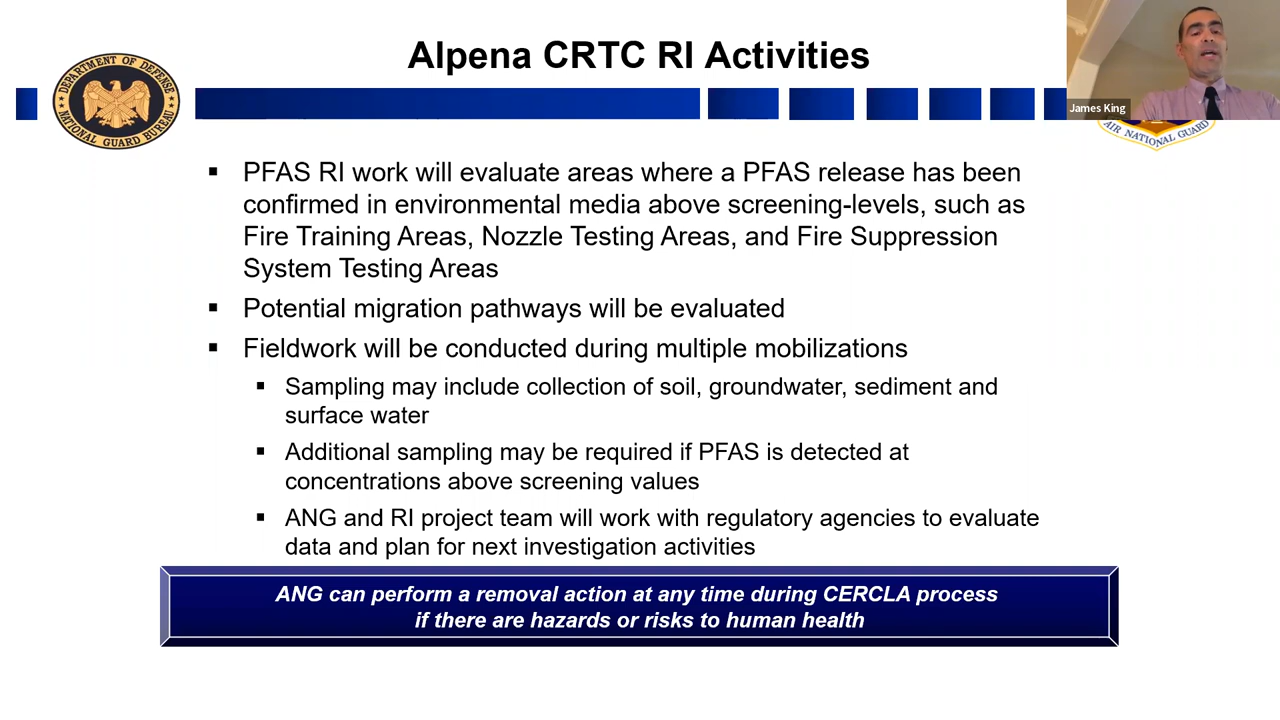 Alpena CRTC RI Activities
DEPARTMENT OF DEFENSE
NATIONAL GUARD BUREAU
James King
AIR NATIONAL GUARD
▪ PFAS RI work will evaluate areas where a PFAS release has been
confirmed in environmental media above screening-levels, such as
Fire Training Areas, Nozzle Testing Areas, and Fire Suppression
System Testing Areas
▪ Potential migration pathways will be evaluated
▪ Fieldwork will be conducted during multiple mobilizations
▪ Sampling may include collection of soil, groundwater, sediment and
surface water
▪ Additional sampling may be required if PFAS is detected at
concentrations above screening values
▪ ANG and RI project team will work with regulatory agencies to evaluate
data and plan for next investigation activities
ANG can perform a removal action at any time during CERCLA process
if there are hazards or risks to human health